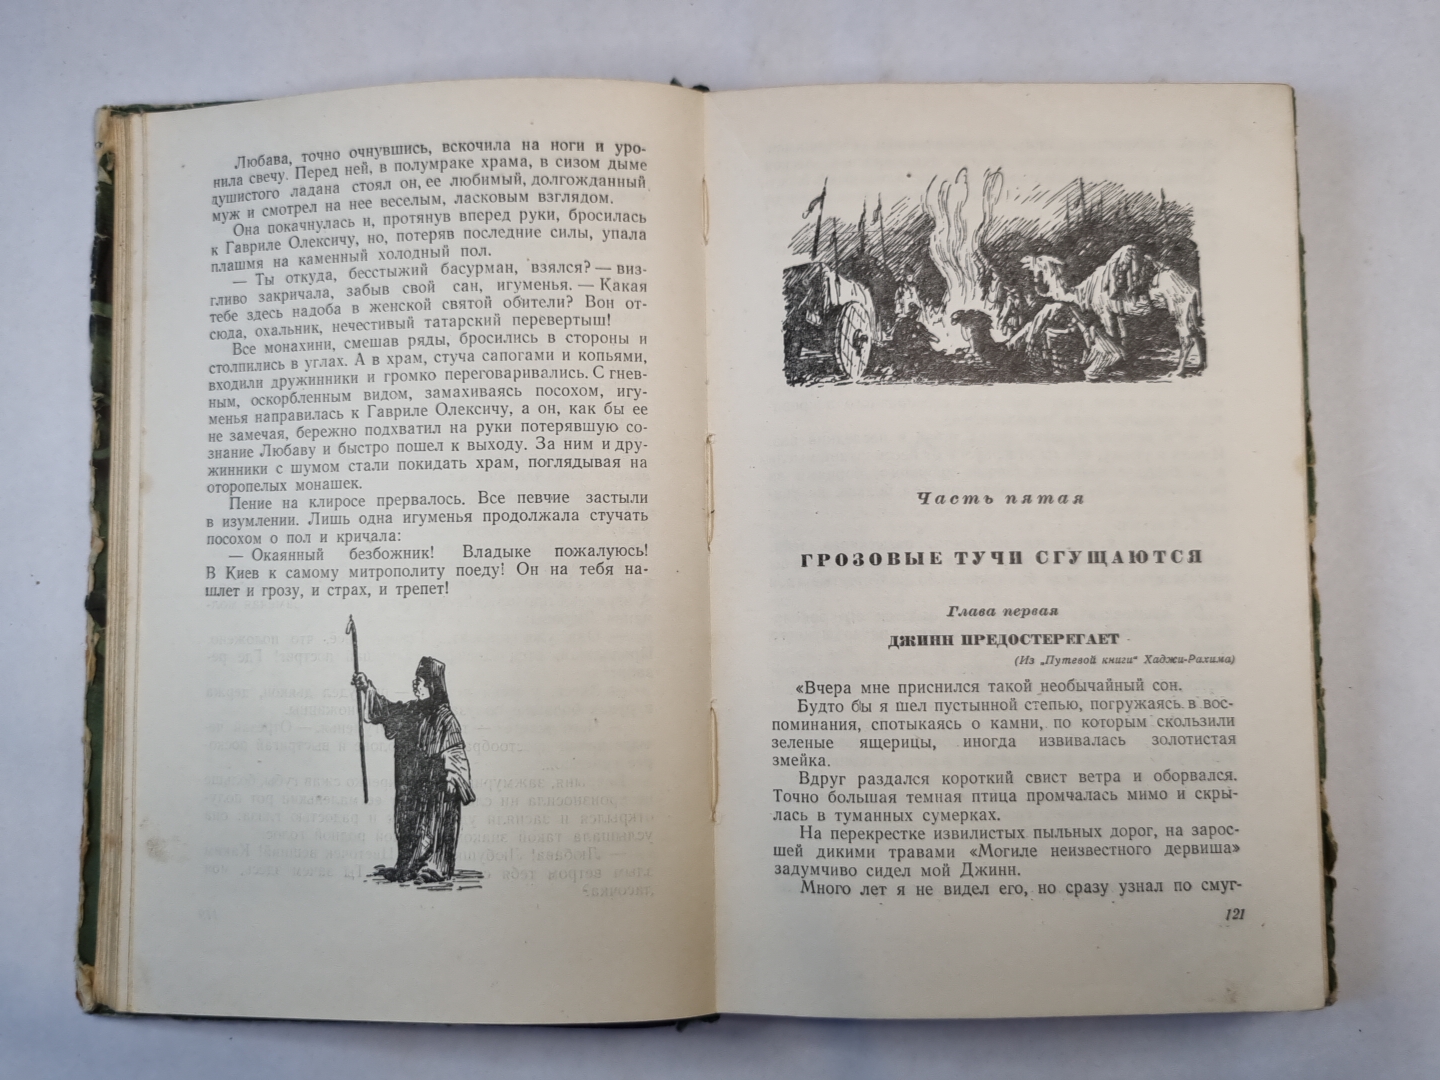 Любава, точно очнувшись, вскочила на ноги и уро-
нила свечу. Перед ней, в полумраке храма, в сизом дыме
душистого ладана стоял он, ее любимый, долгожданный
муж и смотрел на нее веселым, ласковым взглядом.
Она покачнулась и, протянув вперед руки, бросилась
к Гавриле Олексичу, но, потеряв последние силы, упала
плашмя на каменный холодный пол.
— Ты откуда, бесстыжий басурман, взялся? — виз-
гливо закричала, забыв свой сан, игуменья. — Какая
тебе здесь надоба в женской святой обители? Вон от-
сюда, охальник, нечестивый татарский перевертыш!
Все монахини, смешав ряды, бросились в стороны и
столпились в углах. А в храм, стуча сапогами и копьями,
входили дружинники и громко переговаривались. С гнев-
ным, оскорбленным видом, замахиваясь посохом, игу-
менья направилась к Гавриле Олексичу, а он, как бы ее
не замечая, бережно подхватил на руки потерявшую со-
знание Любаву и быстро пошел к выходу. За ним и дру-
жинники с шумом стали покидать храм, поглядывая на
оторопелых монашек.
Пение на клиросе прервалось. Все певчие застыли
в изумлении. Лишь одна игуменья продолжала стучать
посохом о пол и кричала:
— Окаянный безбожник! Владыке пожалуюсь!
В Киев к самому митрополиту поеду! Он на тебя на-
шлет и грозу, и страх, и трепет!
Часть пятая
ГРОЗОВЫЕ ТУЧИ СГУЩАЮТСЯ
Глава первая
ДЖИНН ПРЕДОСТЕРЕГАЕТ
(Из „Путевой книги“ Хаджи-Рахима)
«Вчера мне приснился такой необычайный сон.
Будто бы я шел пустынной степью, погружаясь в вос-
поминания, спотыкаясь о камни, по которым скользили
зеленые ящерицы, иногда извивалась золотистая
змейка.
Вдруг раздался короткий свист ветра и оборвался.
Точно большая темная птица промчалась мимо и скры-
лась в туманных сумерках.
На перекрестке извилистых пыльных дорог, на зарос-
шей дикими травами «Могиле неизвестного дервиша»
задумчиво сидел мой Джинн.
Много лет я не видел его, но сразу узнал по смуг-
121